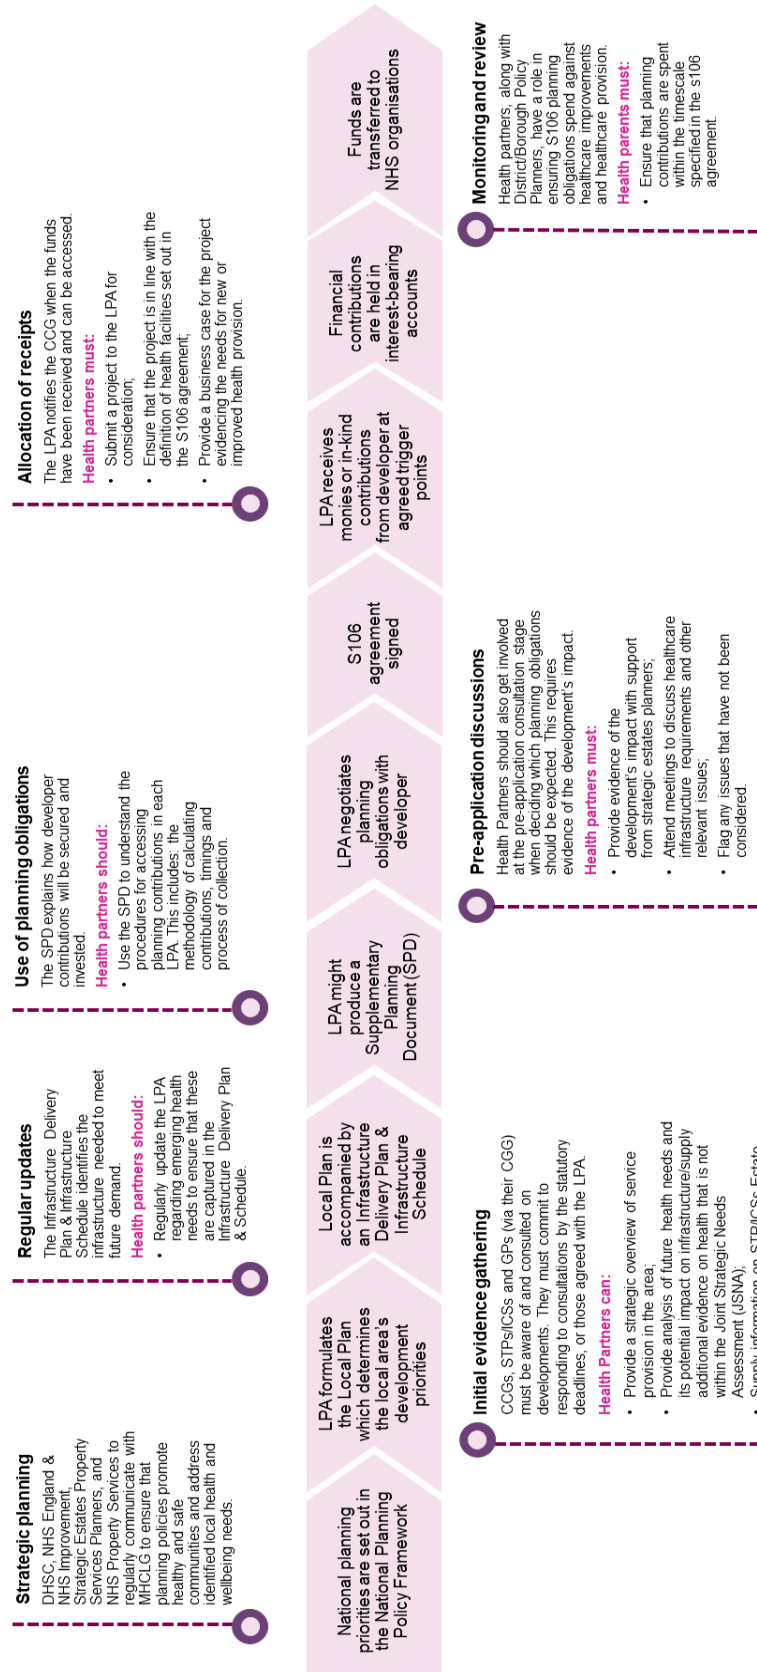 Strategic planning
DHSC, NHS England &
NHS Improvement,
Strategic Estates Property
Services Planners, and
NHS Property Services to
regularly communicate with
MHCLG to ensure that
planning policies promote
healthy and safe
communities and address
identified local health and
wellbeing needs.
Regular updates
The Infrastructure Delivery
Plan & Infrastructure
Schedule identifies the
infrastructure needed to meet
future demand.
Health partners should:
• Regularly update the LPA
regarding emerging health
needs to ensure that these
are captured in the
Infrastructure Delivery Plan
& Schedule.
Use of planning obligations
The SPD explains how developer
contributions will be secured and
invested.
Health partners should:
• Use the SPD to understand the
procedures for accessing
planning contributions in each
LPA. This includes: the
methodology of calculating
contributions, timings and
process of collection.
Allocation of receipts
The LPA notifies the CCG when the funds
have been received and can be accessed.
Health partners must:
• Submit a project to the LPA for
consideration;
• Ensure that the project is in line with the
definition of health facilities set out in
the S106 agreement;
• Provide a business case for the project
evidencing the needs for new or
improved health provision.
National planning
priorities are set out in
the National Planning
Policy Framework
LPA formulates
the Local Plan
which determines
the local area's
development
priorities
Local Plan is
accompanied by
an Infrastructure
Delivery Plan &
Infrastructure
Schedule
LPA might
produce a
Supplementary
Planning
Document (SPD)
LPA negotiates
planning
obligations with
developer
S106
agreement
signed
LPA receives
monies or in-kind
contributions
from developer at
agreed trigger
points
Financial
contributions
are held in
interest-bearing
accounts
Funds are
transferred to
NHS organisations
Initial evidence gathering
CCGs, STPs/ICSs and GPs (via their CGG)
must be aware of and consulted on
developments. They must commit to
responding to consultations by the statutory
deadlines, or those agreed with the LPA.
Health Partners can:
• Provide a strategic overview of service
provision in the area;
• Provide analysis of future health needs and
its potential impact on infrastructure/supply
additional evidence on health that is not
within the Joint Strategic Needs
Assessment (JSNA);
• Supply information on STP/ICSs Estate
Pre-application discussions
Health Partners should also get involved
at the pre-application consultation stage
when deciding which planning obligations
should be expected. This requires
evidence of the development's impact.
Health partners must:
• Provide evidence of the
development's impact with support
from strategic estates planners;
• Attend meetings to discuss healthcare
infrastructure requirements and other
relevant issues;
• Flag any issues that have not been
considered.
Monitoring and review
Health partners, along with
District/Borough Policy
Planners, have a role in
ensuring S106 planning
obligations spend against
healthcare improvements
and healthcare provision.
Health parents must:
• Ensure that planning
contributions are spent
within the timescale
specified in the s106
agreement.